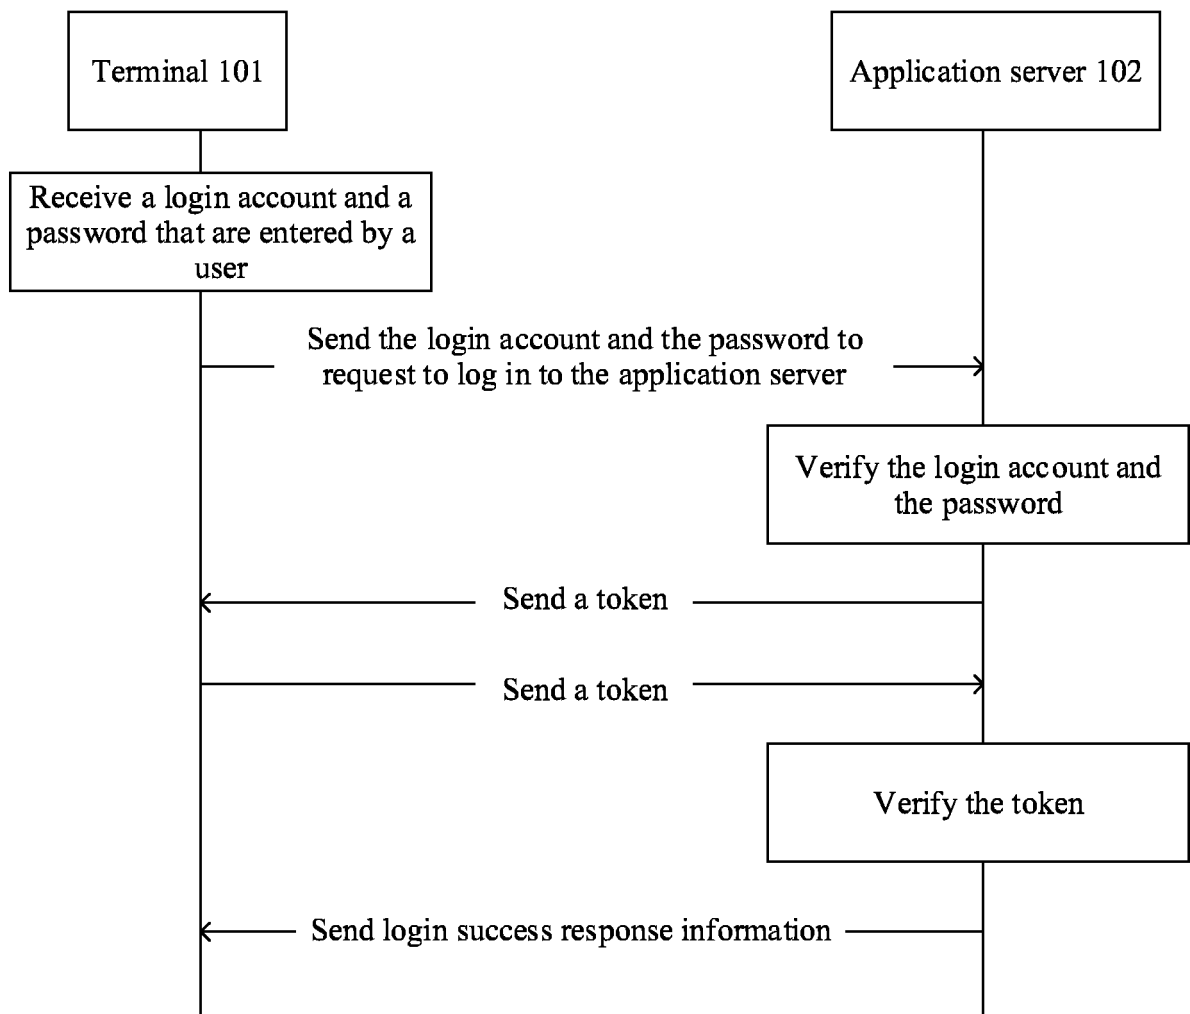 Terminal 101
Application server 102
Receive a login account and a
password that are entered by a
user
Send the login account and the password to
request to log in to the application server
Verify the login account and
the password
Send a token
Send a token
Verify the token
Send login success response information